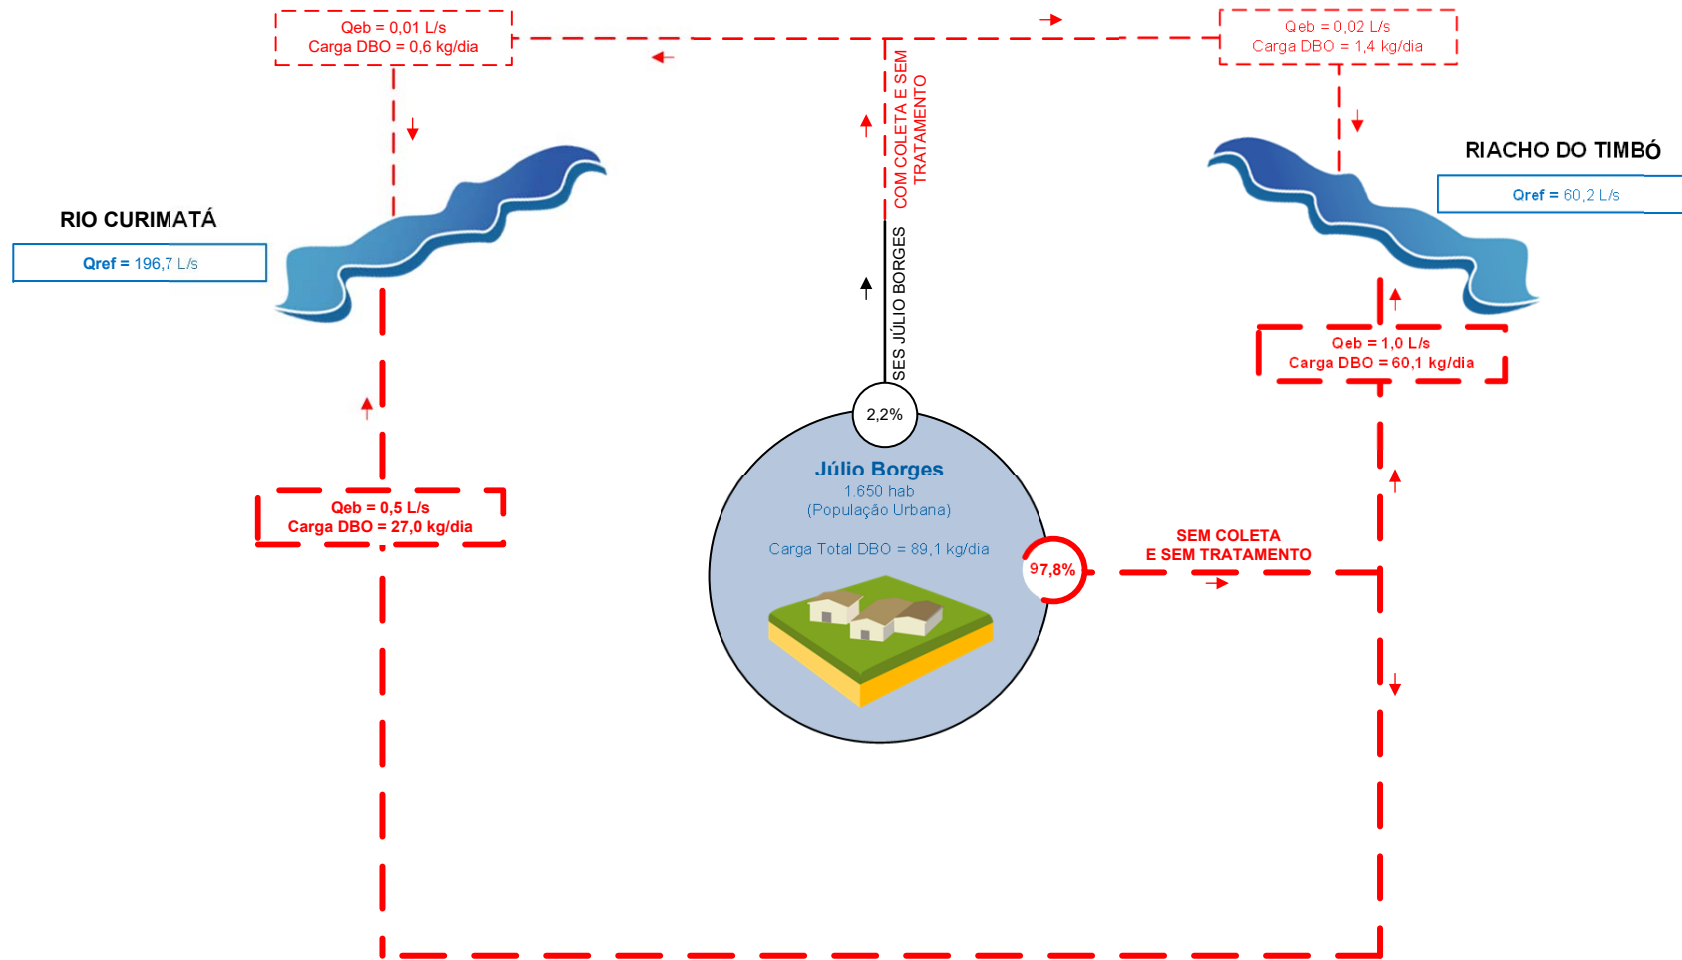 Qeb = 0,01 L/s
Carga DBO = 0,6 kg/dia
Qeb = 0,02 L/s
Carga DBO = 1,4 kg/dia
COM COLETA E SEM
TRATAMENTO
RIO CURIMATÁ
Qref = 196,7 L/s
RIACHO DO TIMBÓ
Qref = 60,2 L/s
SES JÚLIO BORGES
Qeb = 1,0 L/s
Carga DBO = 60,1 kg/dia
2,2%
Júlio Borges
1.650 hab
(População Urbana)
Carga Total DBO = 89,1 kg/dia
Qeb = 0,5 L/s
Carga DBO = 27,0 kg/dia
97,8%
SEM COLETA
E SEM TRATAMENTO